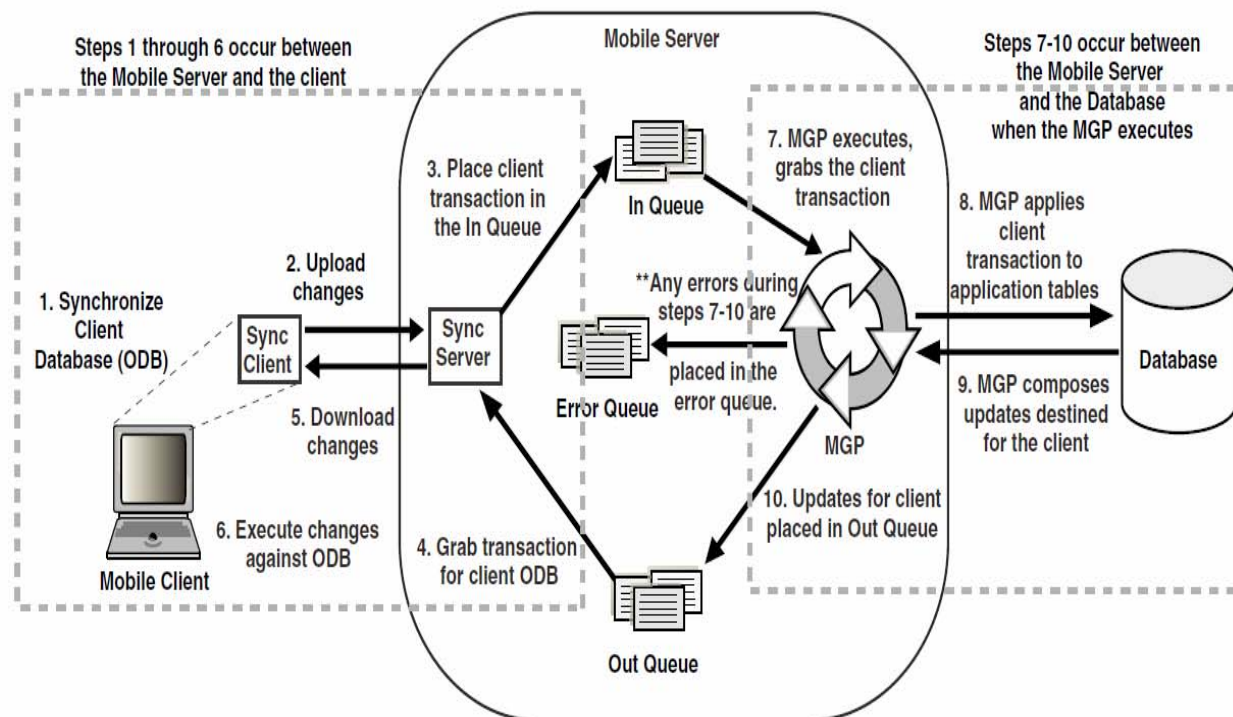 Steps 1 through 6 occur between
the Mobile Server and the client
Mobile Server
Steps 7-10 occur between
the Mobile Server
and the Database
when the MGP executes
1. Synchronize
Client
Database (ODB)
2. Upload
changes
3. Place client
transaction in
the In Queue
In Queue
7. MGP executes,
grabs the client
transaction
8. MGP applies
client
transaction to
application tables
Sync
Client
Sync
Server
**Any errors during
steps 7-10 are
placed in the
error queue.
Error Queue
MGP
Database
5. Download
changes
9. MGP composes
updates destined
for the client
6. Execute changes
against ODB
Mobile Client
4. Grab transaction
for client ODB
10. Updates for client
placed in Out Queue
Out Queue